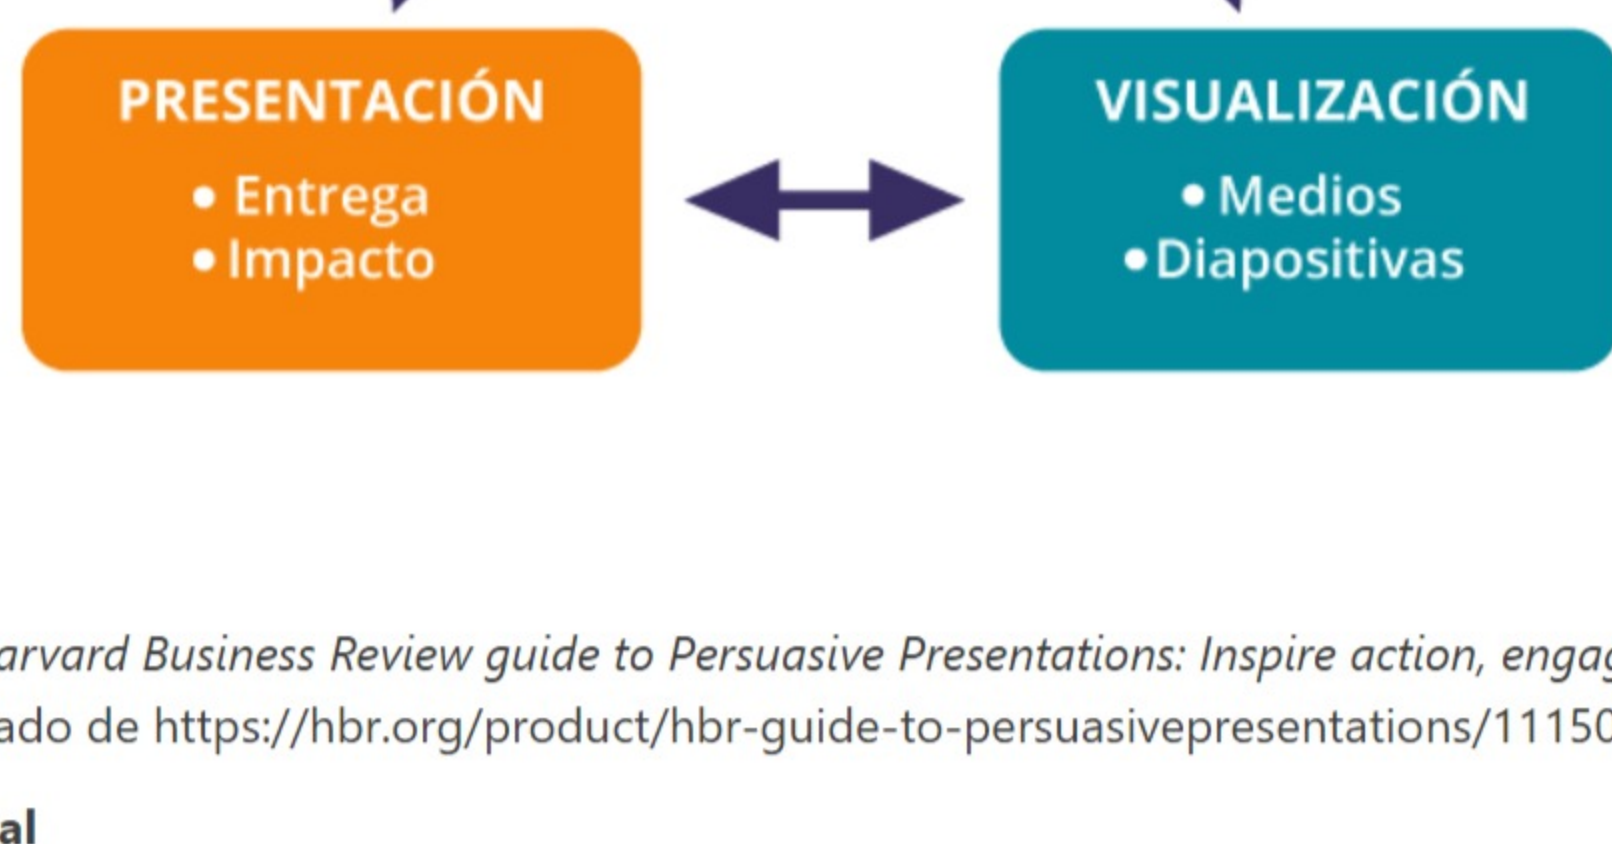 PRESENTACIÓN
• Entrega
• Impacto
VISUALIZACIÓN
• Medios
• Diapositivas
arvard Business Review guide to Persuasive Presentations: Inspire action, engag
ado de https://hbr.org/product/hbr-guide-to-persuasivepresentations/11150
al